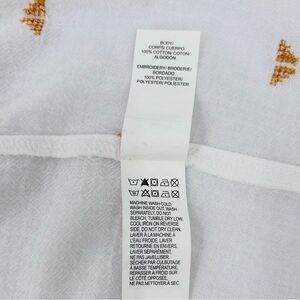 BODY/
CORPS/ CUERPO
100% COTTON/ COTON/
ALGODÓN
EMBROIDERY/ BRODERIE/
BORDADO
100% POLYESTER/
POLYESTER/ POLIESTER
MACHINE WASH COLD,
WASH INSIDE OUT, WASH
SEPARATELY, DO NOT
BLEACH, TUMBLE DRY LOW,
COOL IRON ON REVERSE
SIDE, DO NOT DRY CLEAN.
LAVER À LA MACHINE À
L'EAU FROIDE, LAVER
RETOURNÉ EN ENVERS,
LAVER SÉPARÉMENT,
NE PAS JAVELLISER,
SÉCHER PAR CULBUTAGE
À BASSE TEMPÉRATURE,
REPASSER À FROID SUR
LE CÔTÉ ENVERS,
NE PAS NETTOYER À SEC